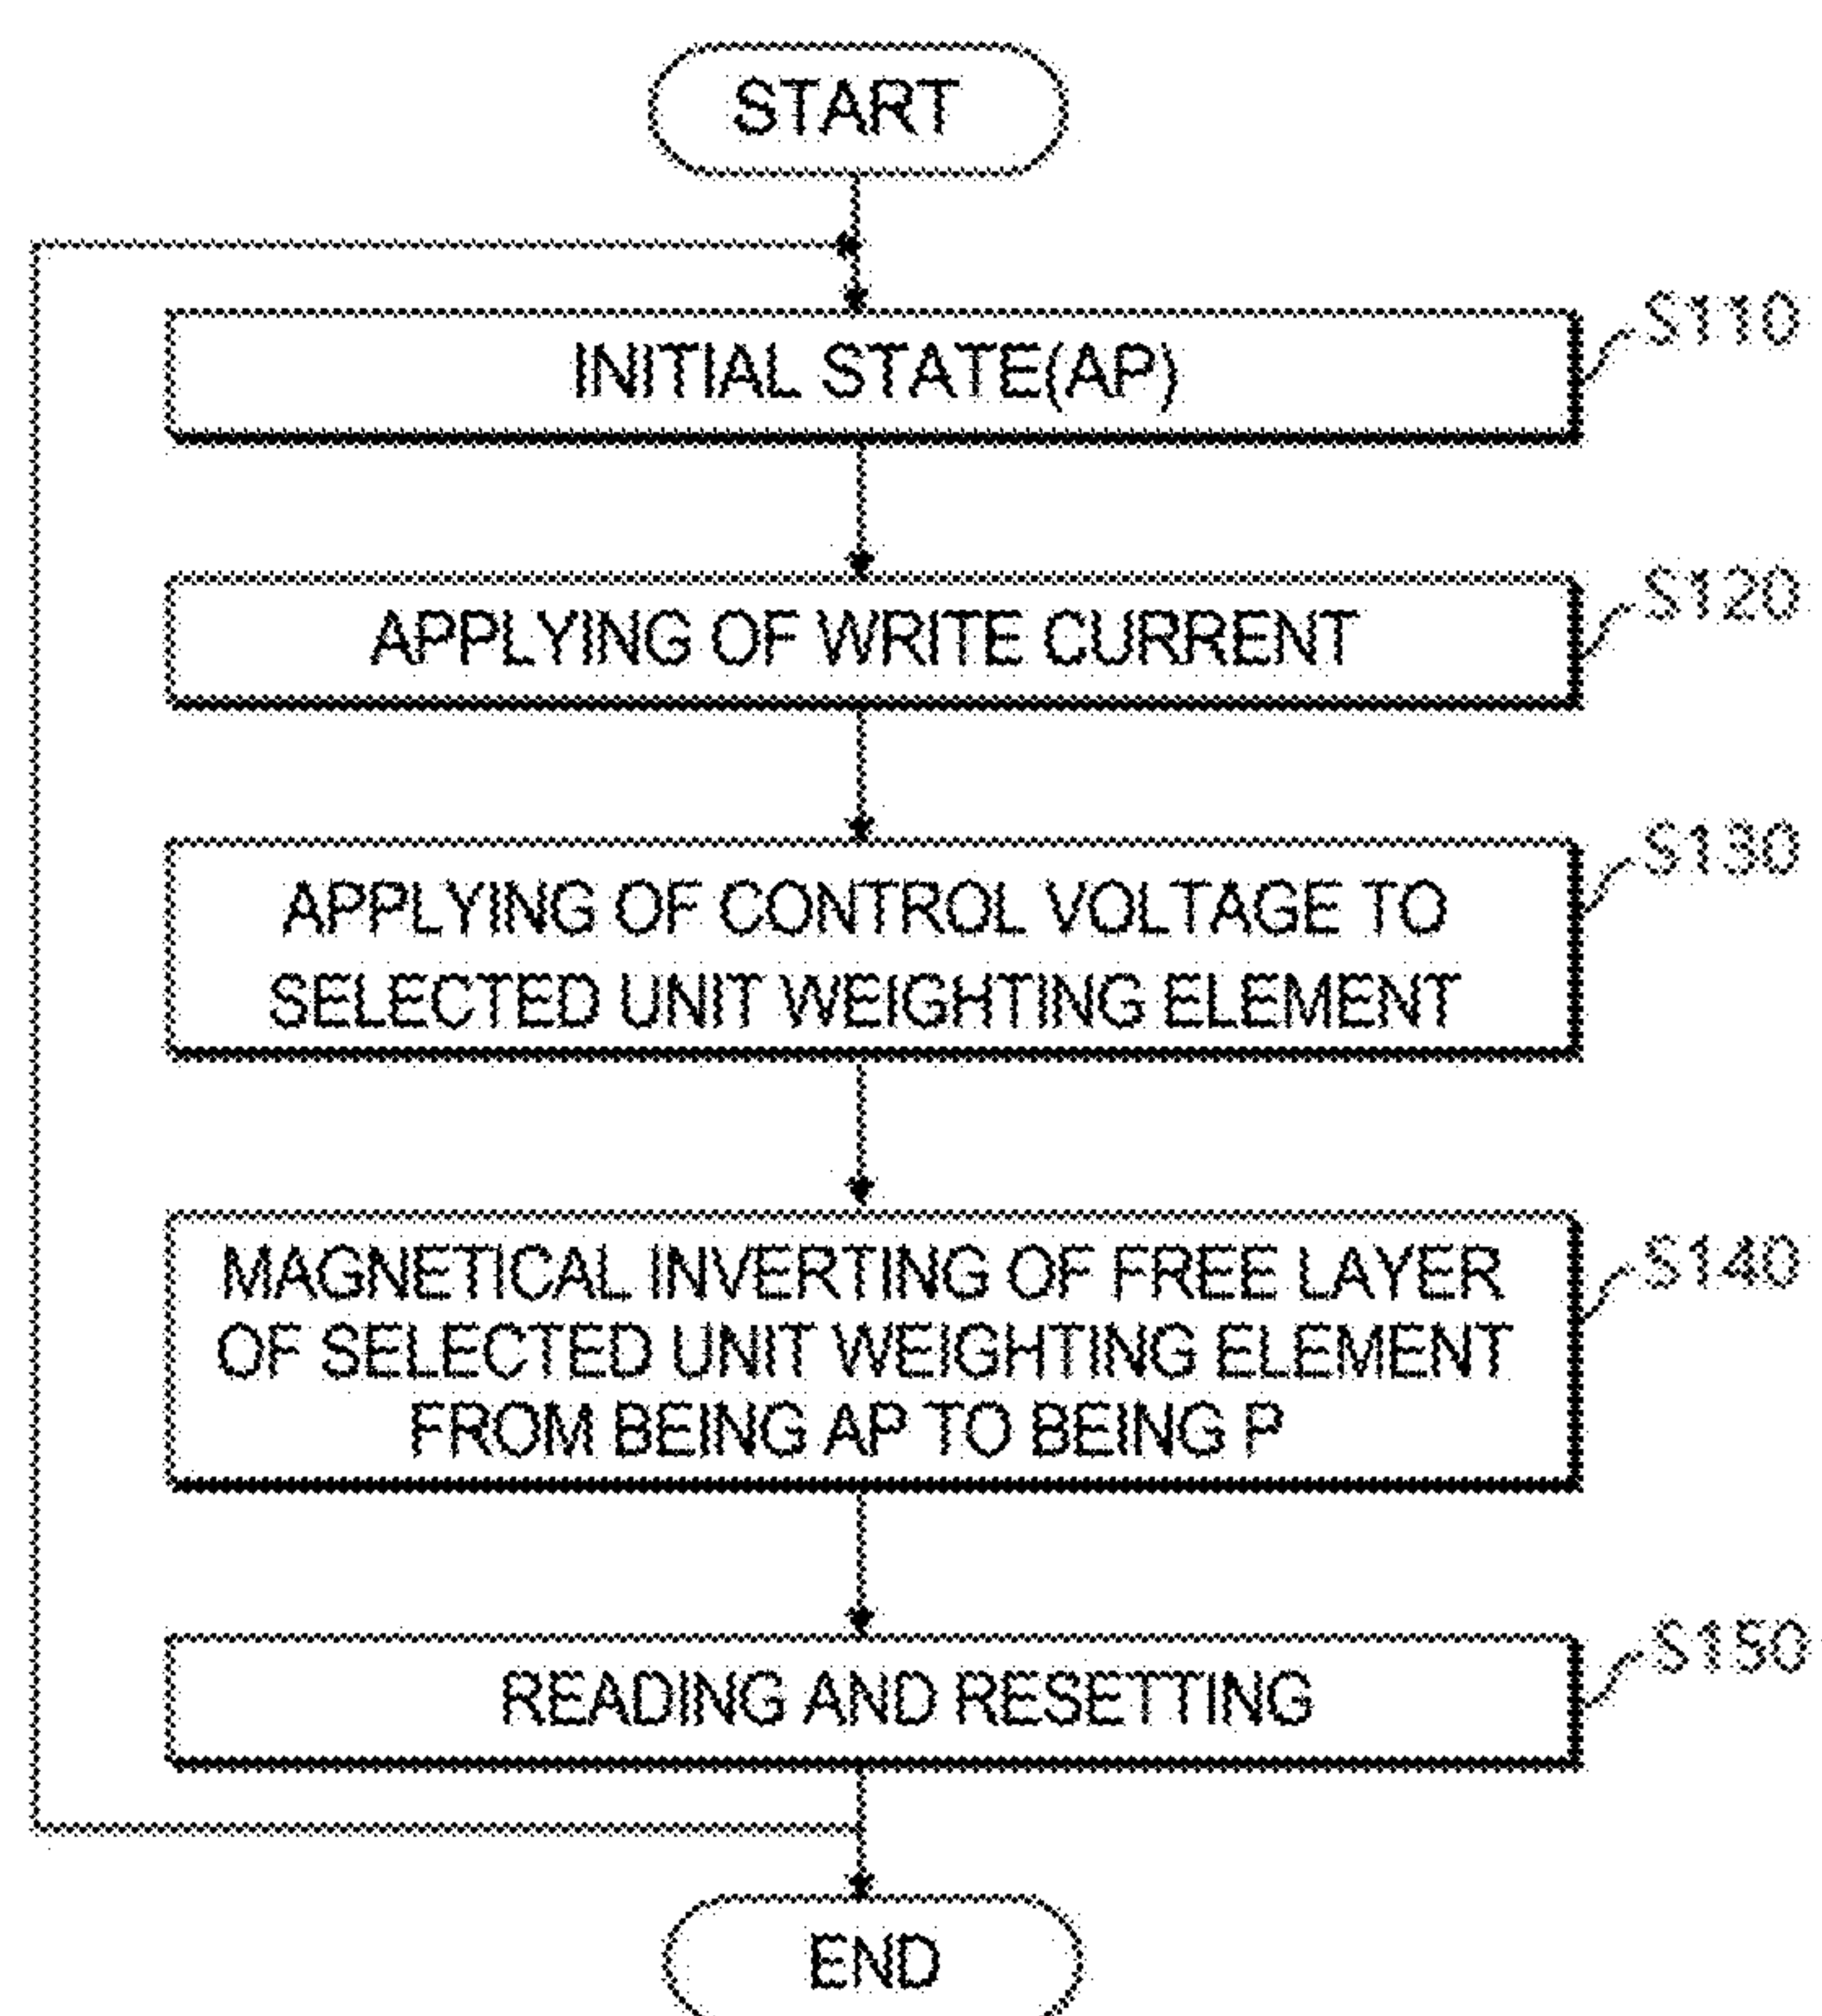 START
INITIAL STATE(AP)
S110
APPLYING OF WRITE CURRENT
S120
APPLYING OF CONTROL VOLTAGE TO
SELECTED UNIT WEIGHTING ELEMENT
S130
MAGNETICAL INVERTING OF FREE LAYER
OF SELECTED UNIT WEIGHTING ELEMENT
FROM BEING AP TO BEING P
S140
READING AND RESETTING
S150
END